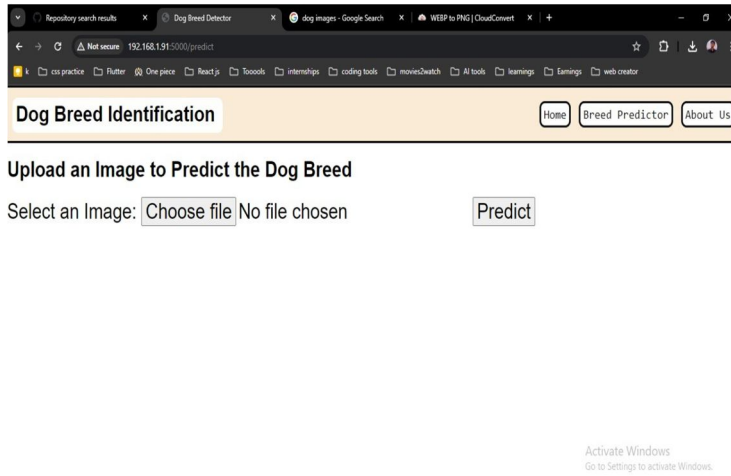 Repository search results
Dog Breed Detector
dog images - Google Search
WEBP to PNG | CloudConvert
Not secure 192.168.1.91:5000/predict
k css practice Flutter One piece React js Tooools internships coding tools movies2watch AI tools learnings Earnings web creator
Dog Breed Identification
Home Breed Predictor About Us
Upload an Image to Predict the Dog Breed
Select an Image: Choose file No file chosen Predict
Activate Windows
Go to Settings to activate Windows.